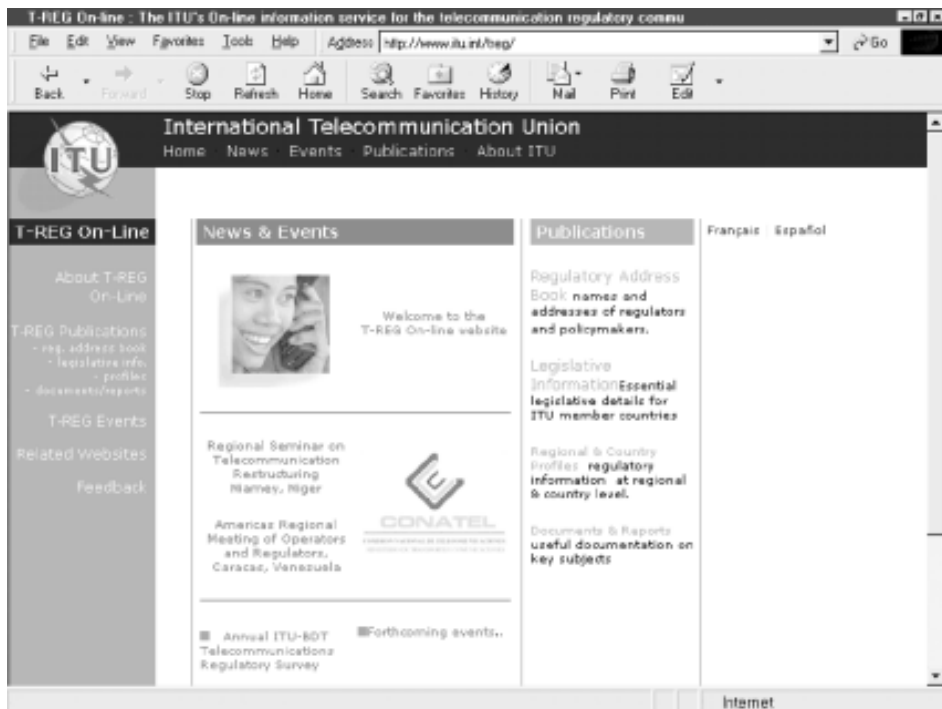 T-REG On-line : The ITU's On-line information service for the telecommunication regulatory commu
File Edit View Favorites Tools Help Address http://www.itu.int/treg/ Go
Back Forward Stop Refresh Home Search Favorites History Mail Print Edit
ITU
International Telecommunication Union
Home News Events Publications About ITU
T-REG On-Line
About T-REG
On-Line
T-REG Publications
- reg. address book
- legislative info.
- profiles
- documents/reports
T-REG Events
Related Websites
Feedback
News & Events
Welcome to the
T-REG On-line website
Regional Seminar on
Telecommunication
Restructuring
Niamey, Niger
Americas Regional
Meeting of Operators
and Regulators,
Caracas, Venezuela
CONATEL
Annual ITU-BDT
Telecommunications
Regulatory Survey
Forthcoming events..
Publications
Regulatory Address
Book names and
addresses of regulators
and policymakers.
Legislative
InformationEssential
legislative details for
ITU member countries
Regional & Country
Profiles regulatory
information at regional
& country level.
Documents & Reports
useful documentation on
key subjects
Français Español
Internet